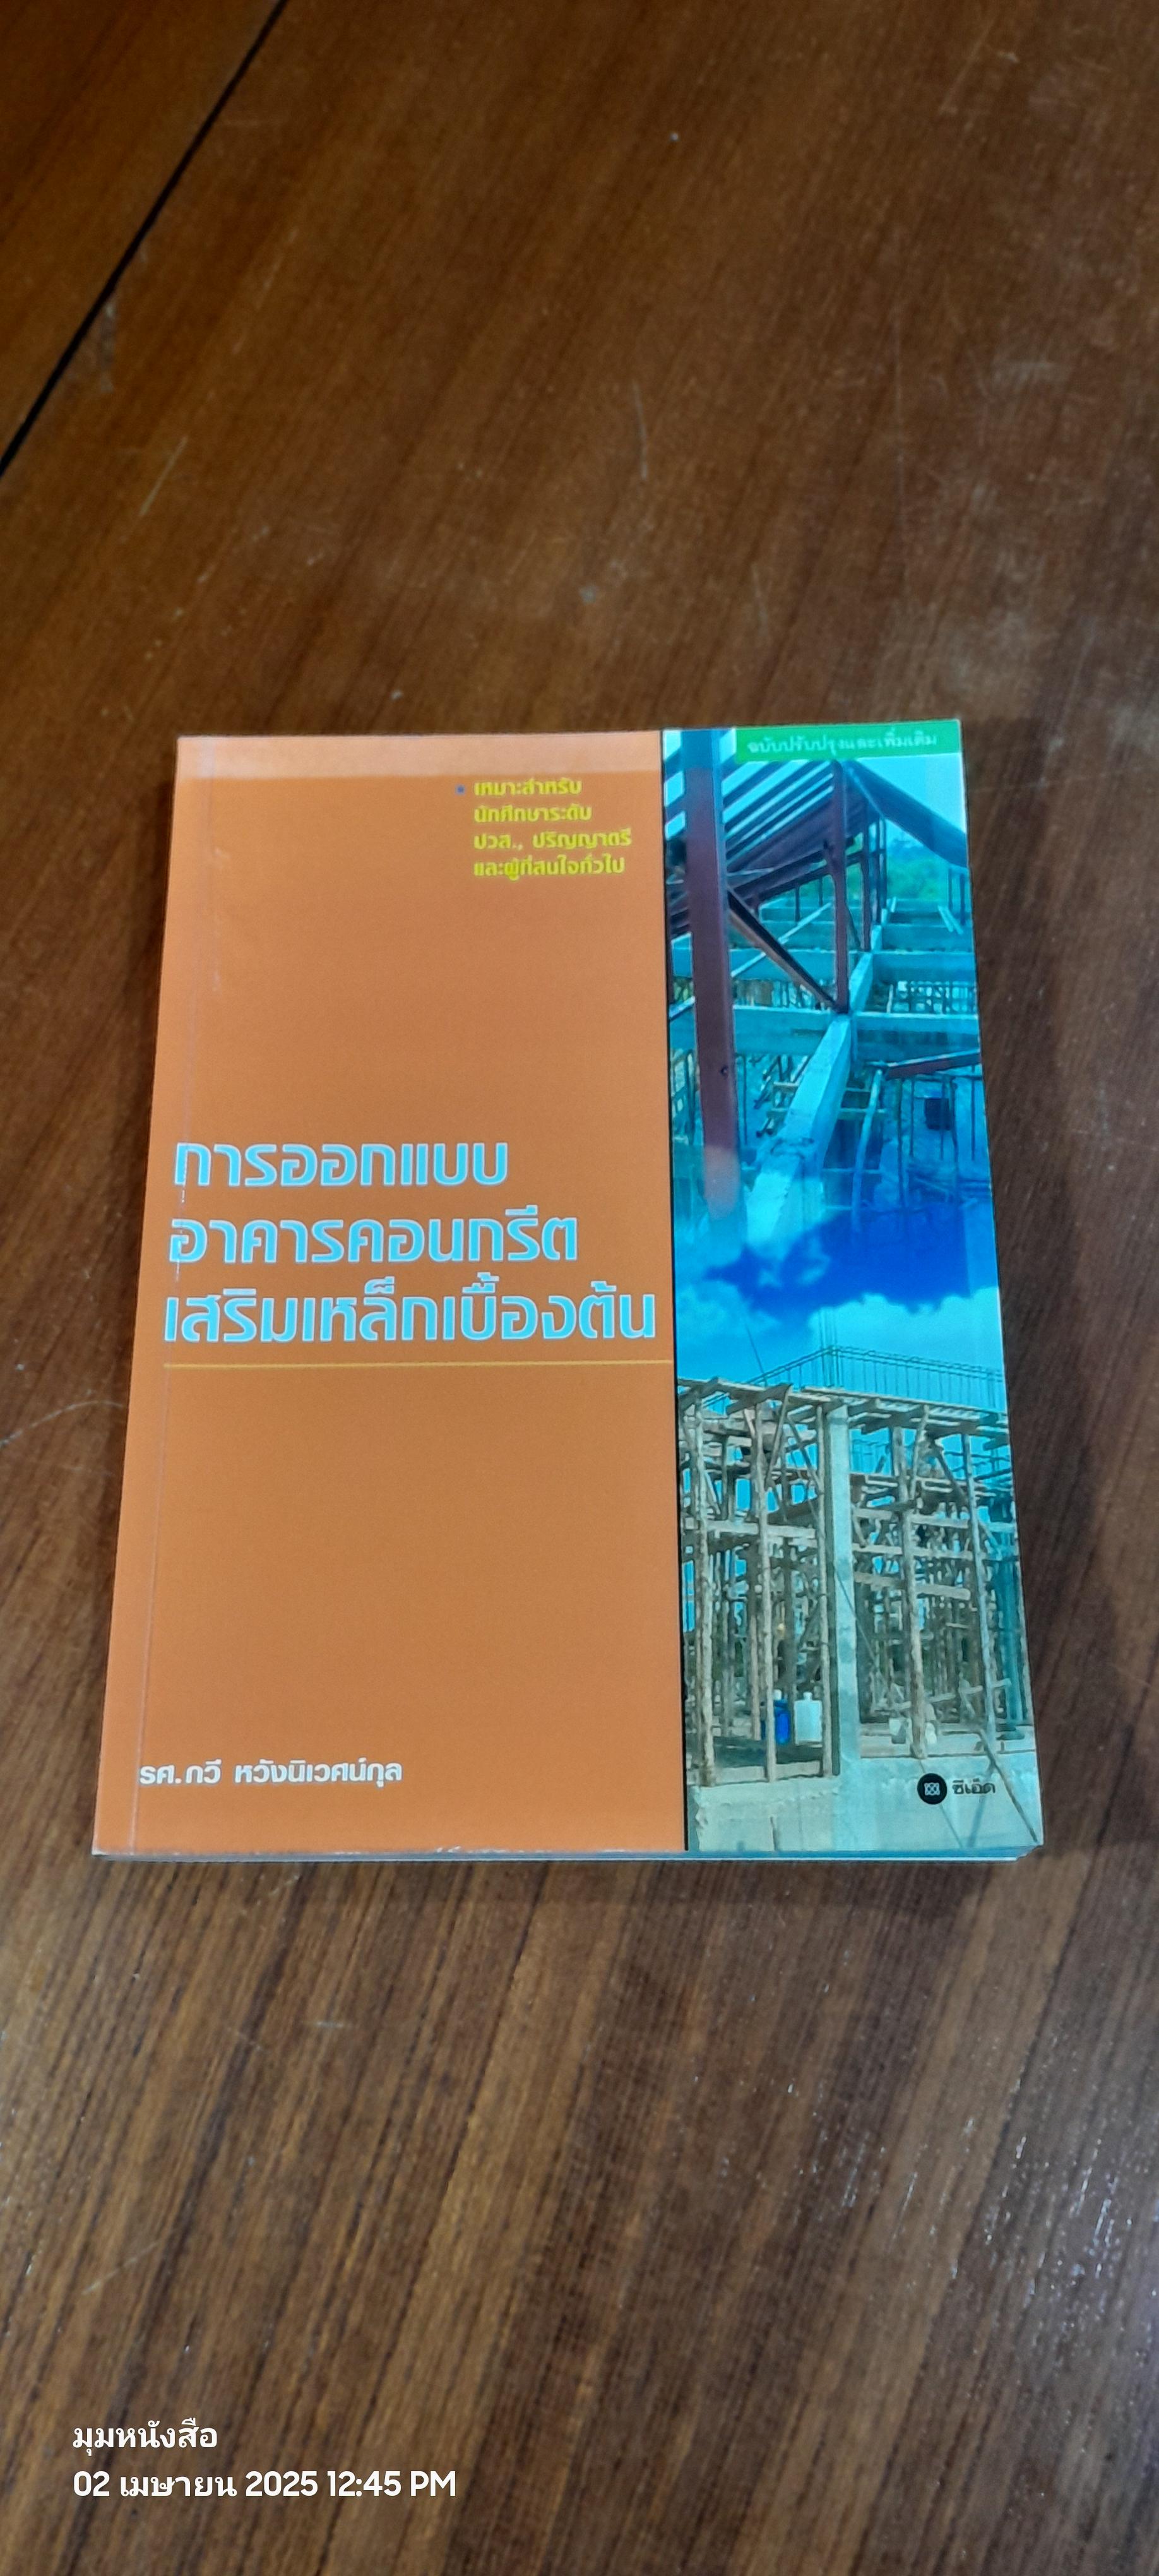 ฉบับปรับปรุงและเพิ่มเติม
• เหมาะสำหรับ
นักศึกษาระดับ
ปวส., ปริญญาตรี
และผู้ที่สนใจทั่วไป
การออกแบบ
อาคารคอนกรีต
เสริมเหล็กเบื้องต้น
รศ.กวี หวังนิเวศน์กุล
ซีเอ็ด
มุมหนังสือ
02 เมษายน 2025 12:45 PM